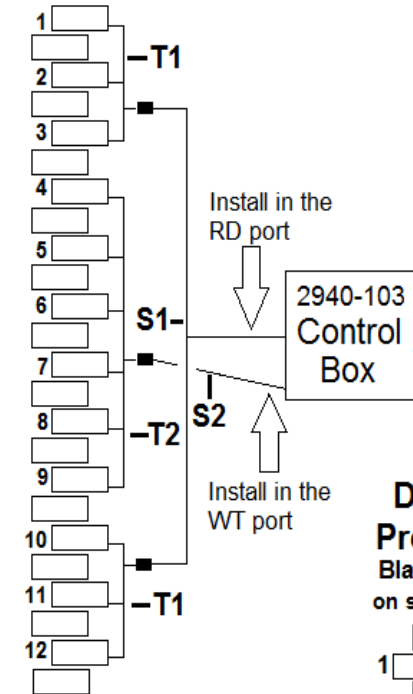 1
–T1
2
3
4
Install in the
RD port
5
2940-103
Control
Box
6
S1–
7
S2
8
–T2
9
Install in the
WT port
10
11
–T1
12
1